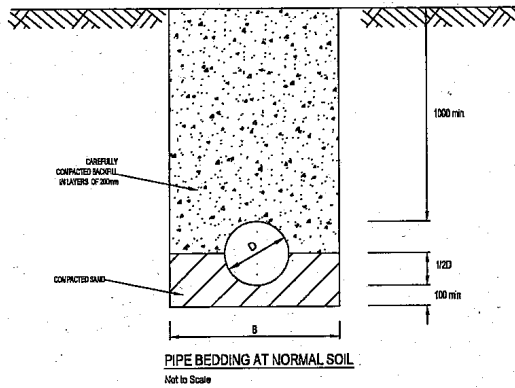 1000 min
CAREFULLY
COMPACTED BACKFILL
IN LAYERS OF 200mm
D
1/2D
COMPACTED SAND
100 min
B
PIPE BEDDING AT NORMAL SOIL
Not to Scale